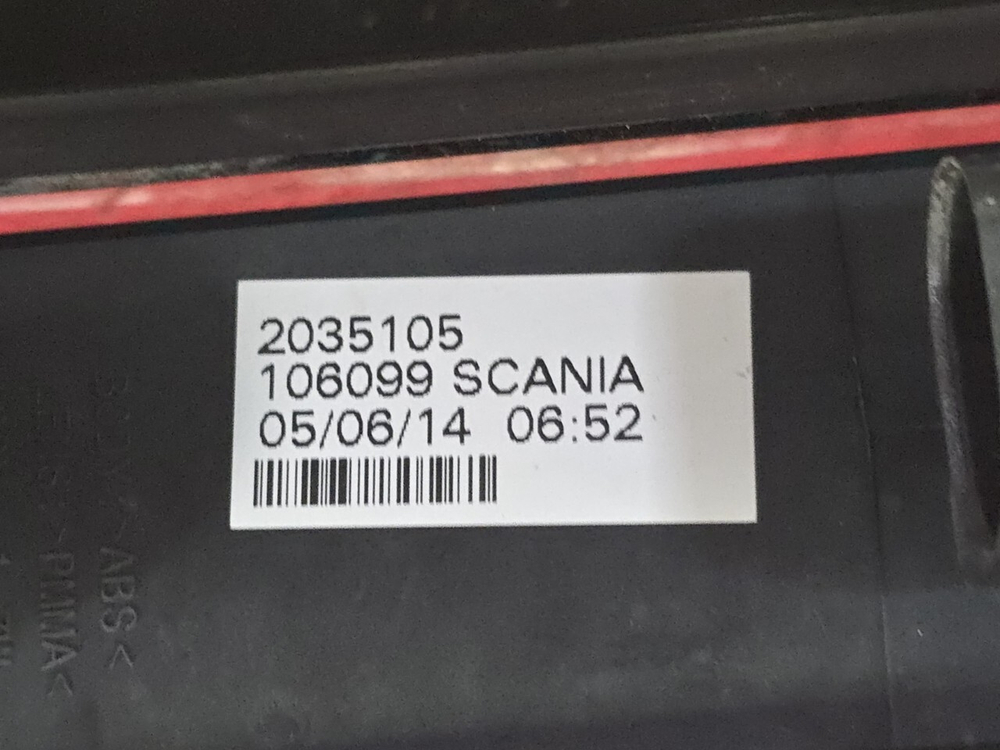 2035105
106099 SCANIA
05/06/14 06:52
>ABS<
>PMMA<